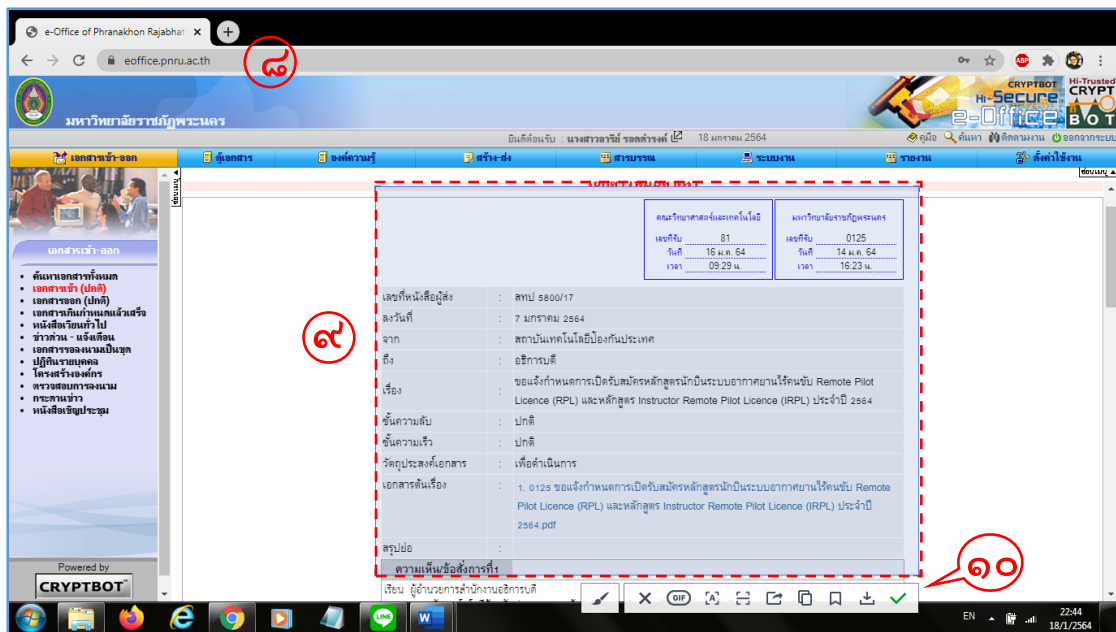 e-Office of Phranakhon Rajabhat
eoffice.pnru.ac.th
๘
ABP
มหาวิทยาลัยราชภัฏพระนคร
CRYPTBOT
Hi-Secure
e-Office
Hi-Trusted
CRYPT
BOT
ยินดีต้อนรับ : นางสาวอารีย์ รอดดำรงค์ 18 มกราคม 2564
คู่มือ ค้นหา ติดตามงาน ออกจากระบบ
เอกสารเข้า-ออก ตู้เอกสาร องค์ความรู้ สร้าง-ส่ง สารบรรณ ระบบงาน รายงาน ตั้งค่าใช้งาน
ซ่อนเมนู
ซ่อนเมนู
เอกสารเข้า-ออก
ค้นหาเอกสารทั้งหมด
เอกสารเข้า (ปกติ)
เอกสารออก (ปกติ)
เอกสารเกินกำหนดแล้วเสร็จ
หนังสือเวียนทั่วไป
ข่าวด่วน - แจ้งเตือน
เอกสารรอลงนามเป็นชุด
ปฏิทินรายบุคคล
โครงสร้างองค์กร
ตรวจสอบการลงนาม
กระดานข่าว
หนังสือเชิญประชุม
Powered by
CRYPTBOT
คณะวิทยาศาสตร์และเทคโนโลยี
เลขที่รับ 81
วันที่ 16 ม.ค. 64
เวลา 09:29 น.
มหาวิทยาลัยราชภัฏพระนคร
เลขที่รับ 0125
วันที่ 14 ม.ค. 64
เวลา 16:23 น.
๙
เลขที่หนังสือผู้ส่ง : สทป 5800/17
ลงวันที่ : 7 มกราคม 2564
จาก : สถาบันเทคโนโลยีป้องกันประเทศ
ถึง : อธิการบดี
เรื่อง : ขอแจ้งกำหนดการเปิดรับสมัครหลักสูตรนักบินระบบอากาศยานไร้คนขับ Remote Pilot
Licence (RPL) และหลักสูตร Instructor Remote Pilot Licence (IRPL) ประจำปี 2564
ชั้นความลับ : ปกติ
ชั้นความเร็ว : ปกติ
วัตถุประสงค์เอกสาร : เพื่อดำเนินการ
เอกสารต้นเรื่อง : 1. 0125 ขอแจ้งกำหนดการเปิดรับสมัครหลักสูตรนักบินระบบอากาศยานไร้คนขับ Remote
Pilot Licence (RPL) และหลักสูตร Instructor Remote Pilot Licence (IRPL) ประจำปี
2564.pdf
สรุปย่อ :
ความเห็น/ข้อสั่งการที่1
เรียน ผู้อำนวยการสำนักงานอธิการบดี
๑๐
GIF
LINE
EN
22:44
18/1/2564